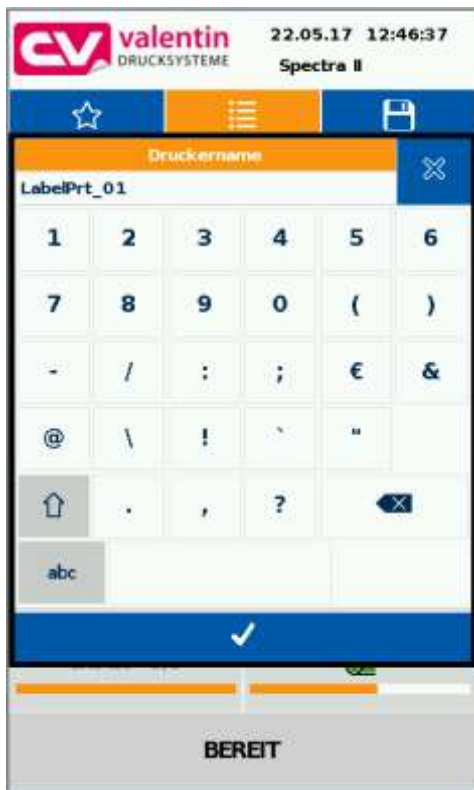 CV valentin
DRUCKSYSTEME
22.05.17 12:46:37
Spectra II
Druckername
LabelPrt_01
1 2 3 4 5 6
7 8 9 0 ( )
- / : ; € &
@ \ ! ` "
. , ?
abc
BEREIT